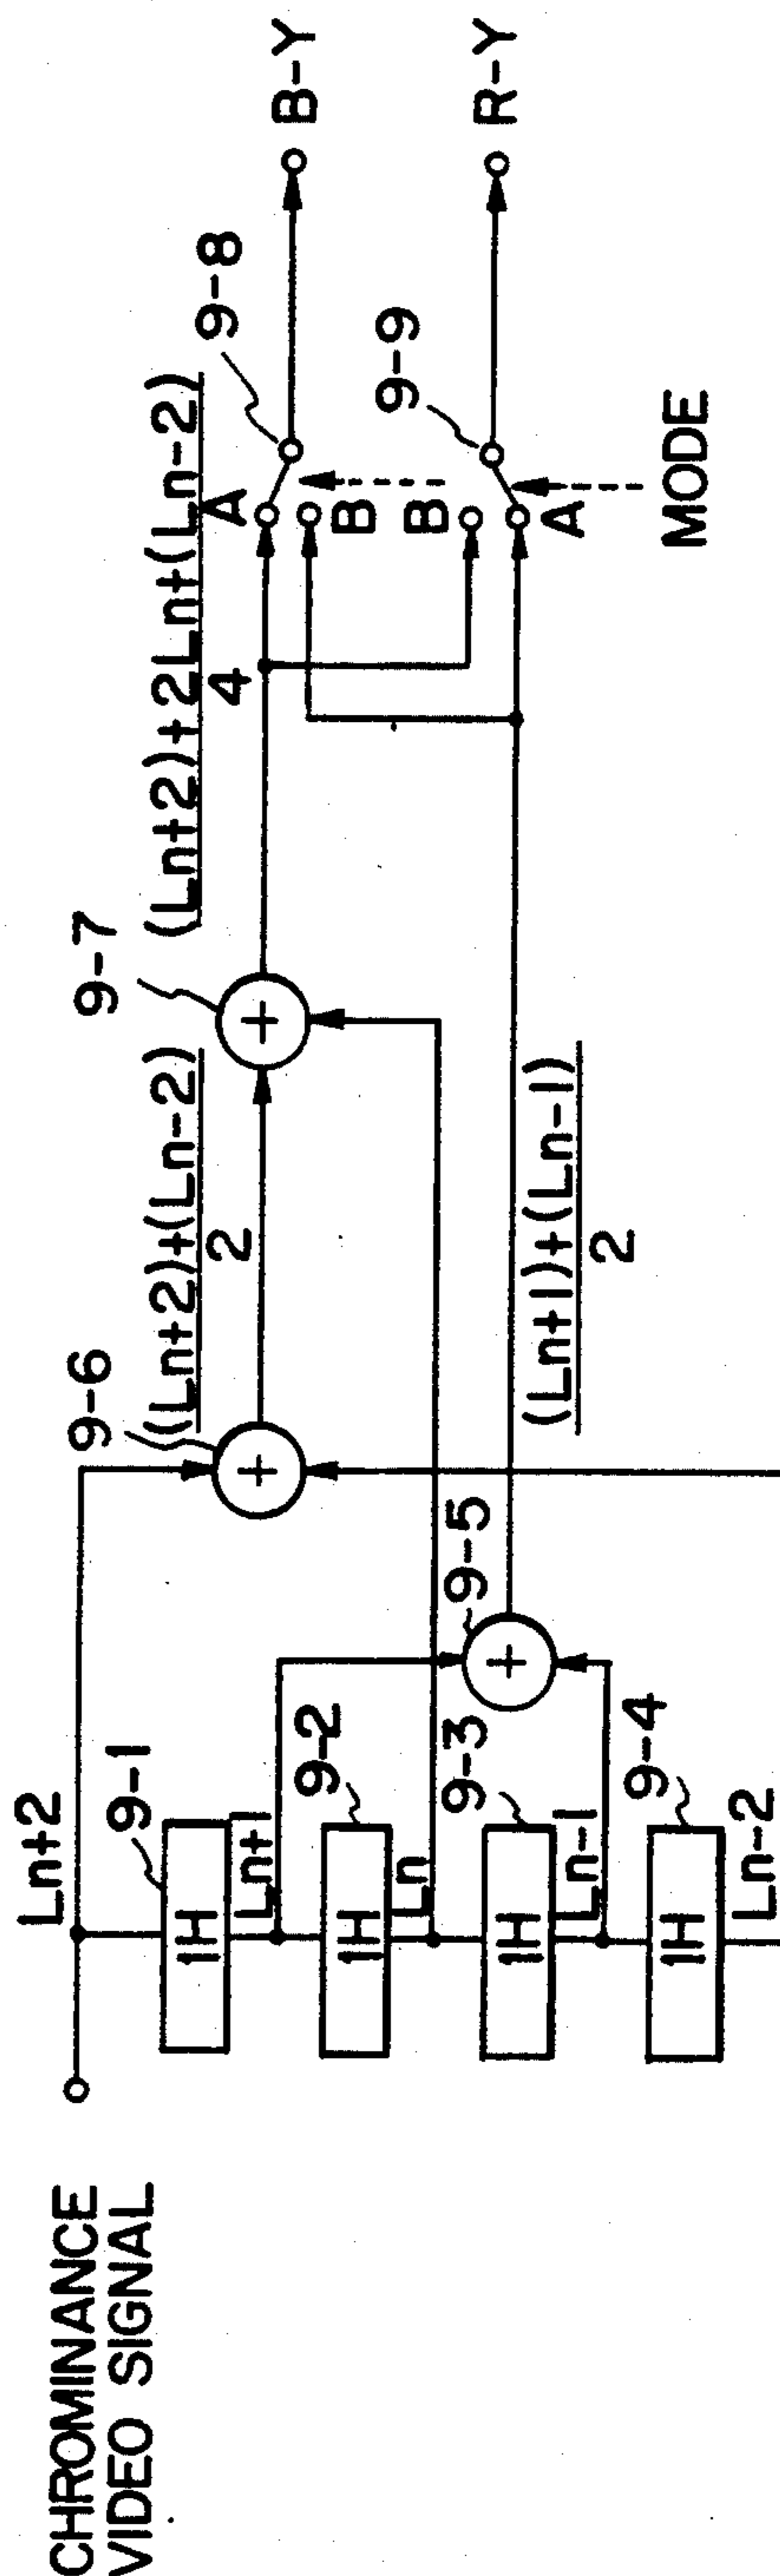 CHROMINANCE
VIDEO SIGNAL
Ln+2
9-1
1H
Ln+1
9-2
1H
Ln
9-3
1H
Ln-1
9-4
1H
Ln-2
9-5
+
9-6
+
(Ln+2)+(Ln-2)
2
(Ln+1)+(Ln-1)
2
9-7
+
(Ln+2)+2Ln+(Ln-2)
4
A
B
9-8
B-Y
B
A
9-9
R-Y
MODE